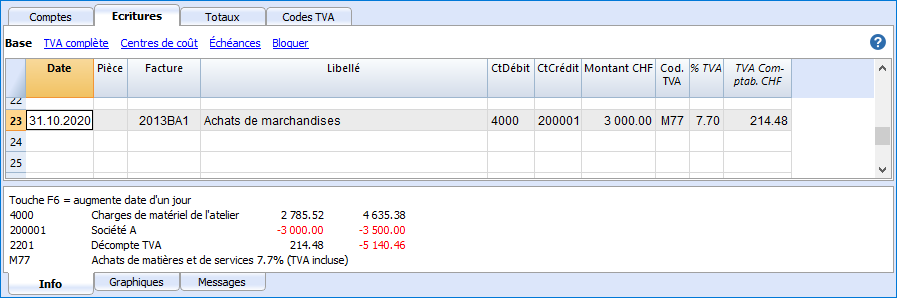 Comptes Ecritures Totaux Codes TVA
Base TVA complète Centres de coût Échéances Bloquer ?
Date Pièce Facture Libellé CtDébit CtCrédit Montant CHF Cod. TVA % TVA TVA Comptab. CHF
22
23 31.10.2020 2013BA1 Achats de marchandises 4000 200001 3 000.00 M77 7.70 214.48
24
25
Touche F6 = augmente date d'un jour
4000 Charges de matériel de l'atelier 2 785.52 4 635.38
200001 Société A -3 000.00 -3 500.00
2201 Décompte TVA 214.48 -5 140.46
M77 Achats de matières et de services 7.7% (TVA incluse)
Info Graphiques Messages